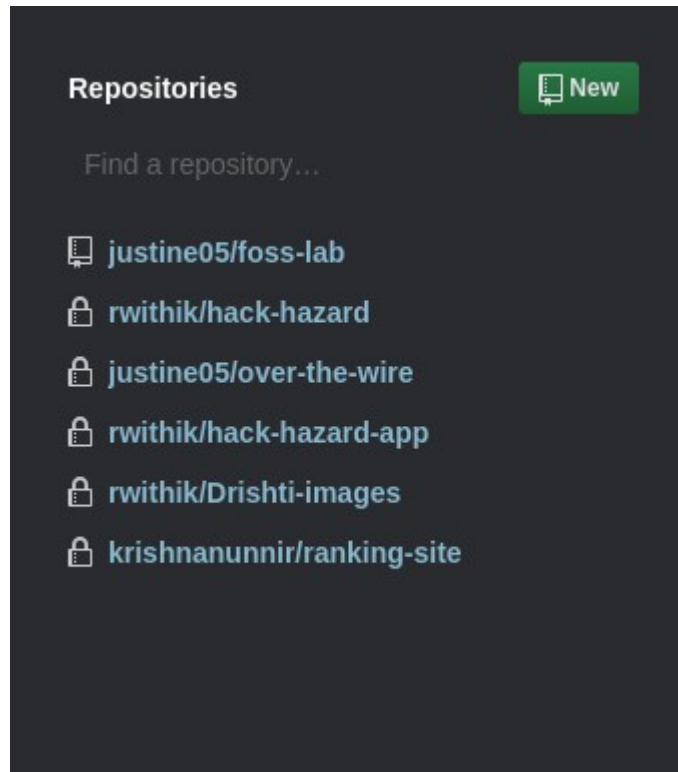 Repositories
New
Find a repository…
justine05/foss-lab
rwithik/hack-hazard
justine05/over-the-wire
rwithik/hack-hazard-app
rwithik/Drishti-images
krishnanunnir/ranking-site